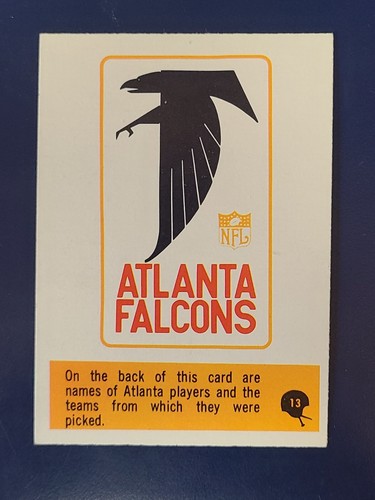 NFL
ATLANTA
FALCONS
On the back of this card are
names of Atlanta players and the
teams from which they were
picked.
13